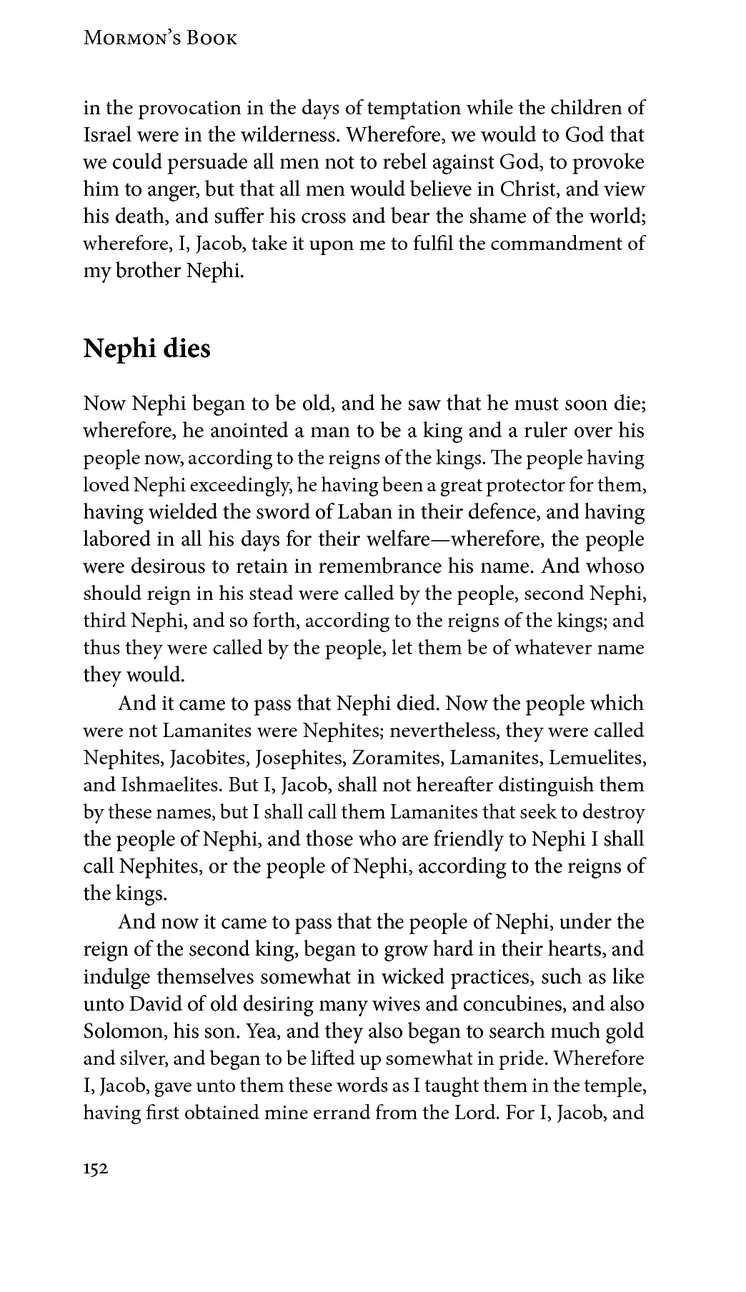 Mormon's Book
in the provocation in the days of temptation while the children of
Israel were in the wilderness. Wherefore, we would to God that
we could persuade all men not to rebel against God, to provoke
him to anger, but that all men would believe in Christ, and view
his death, and suffer his cross and bear the shame of the world;
wherefore, I, Jacob, take it upon me to fulfil the commandment of
my brother Nephi.
Nephi dies
Now Nephi began to be old, and he saw that he must soon die;
wherefore, he anointed a man to be a king and a ruler over his
people now, according to the reigns of the kings. The people having
loved Nephi exceedingly, he having been a great protector for them,
having wielded the sword of Laban in their defence, and having
labored in all his days for their welfare—wherefore, the people
were desirous to retain in remembrance his name. And whoso
should reign in his stead were called by the people, second Nephi,
third Nephi, and so forth, according to the reigns of the kings; and
thus they were called by the people, let them be of whatever name
they would.
And it came to pass that Nephi died. Now the people which
were not Lamanites were Nephites; nevertheless, they were called
Nephites, Jacobites, Josephites, Zoramites, Lamanites, Lemuelites,
and Ishmaelites. But I, Jacob, shall not hereafter distinguish them
by these names, but I shall call them Lamanites that seek to destroy
the people of Nephi, and those who are friendly to Nephi I shall
call Nephites, or the people of Nephi, according to the reigns of
the kings.
And now it came to pass that the people of Nephi, under the
reign of the second king, began to grow hard in their hearts, and
indulge themselves somewhat in wicked practices, such as like
unto David of old desiring many wives and concubines, and also
Solomon, his son. Yea, and they also began to search much gold
and silver, and began to be lifted up somewhat in pride. Wherefore
I, Jacob, gave unto them these words as I taught them in the temple,
having first obtained mine errand from the Lord. For I, Jacob, and
152